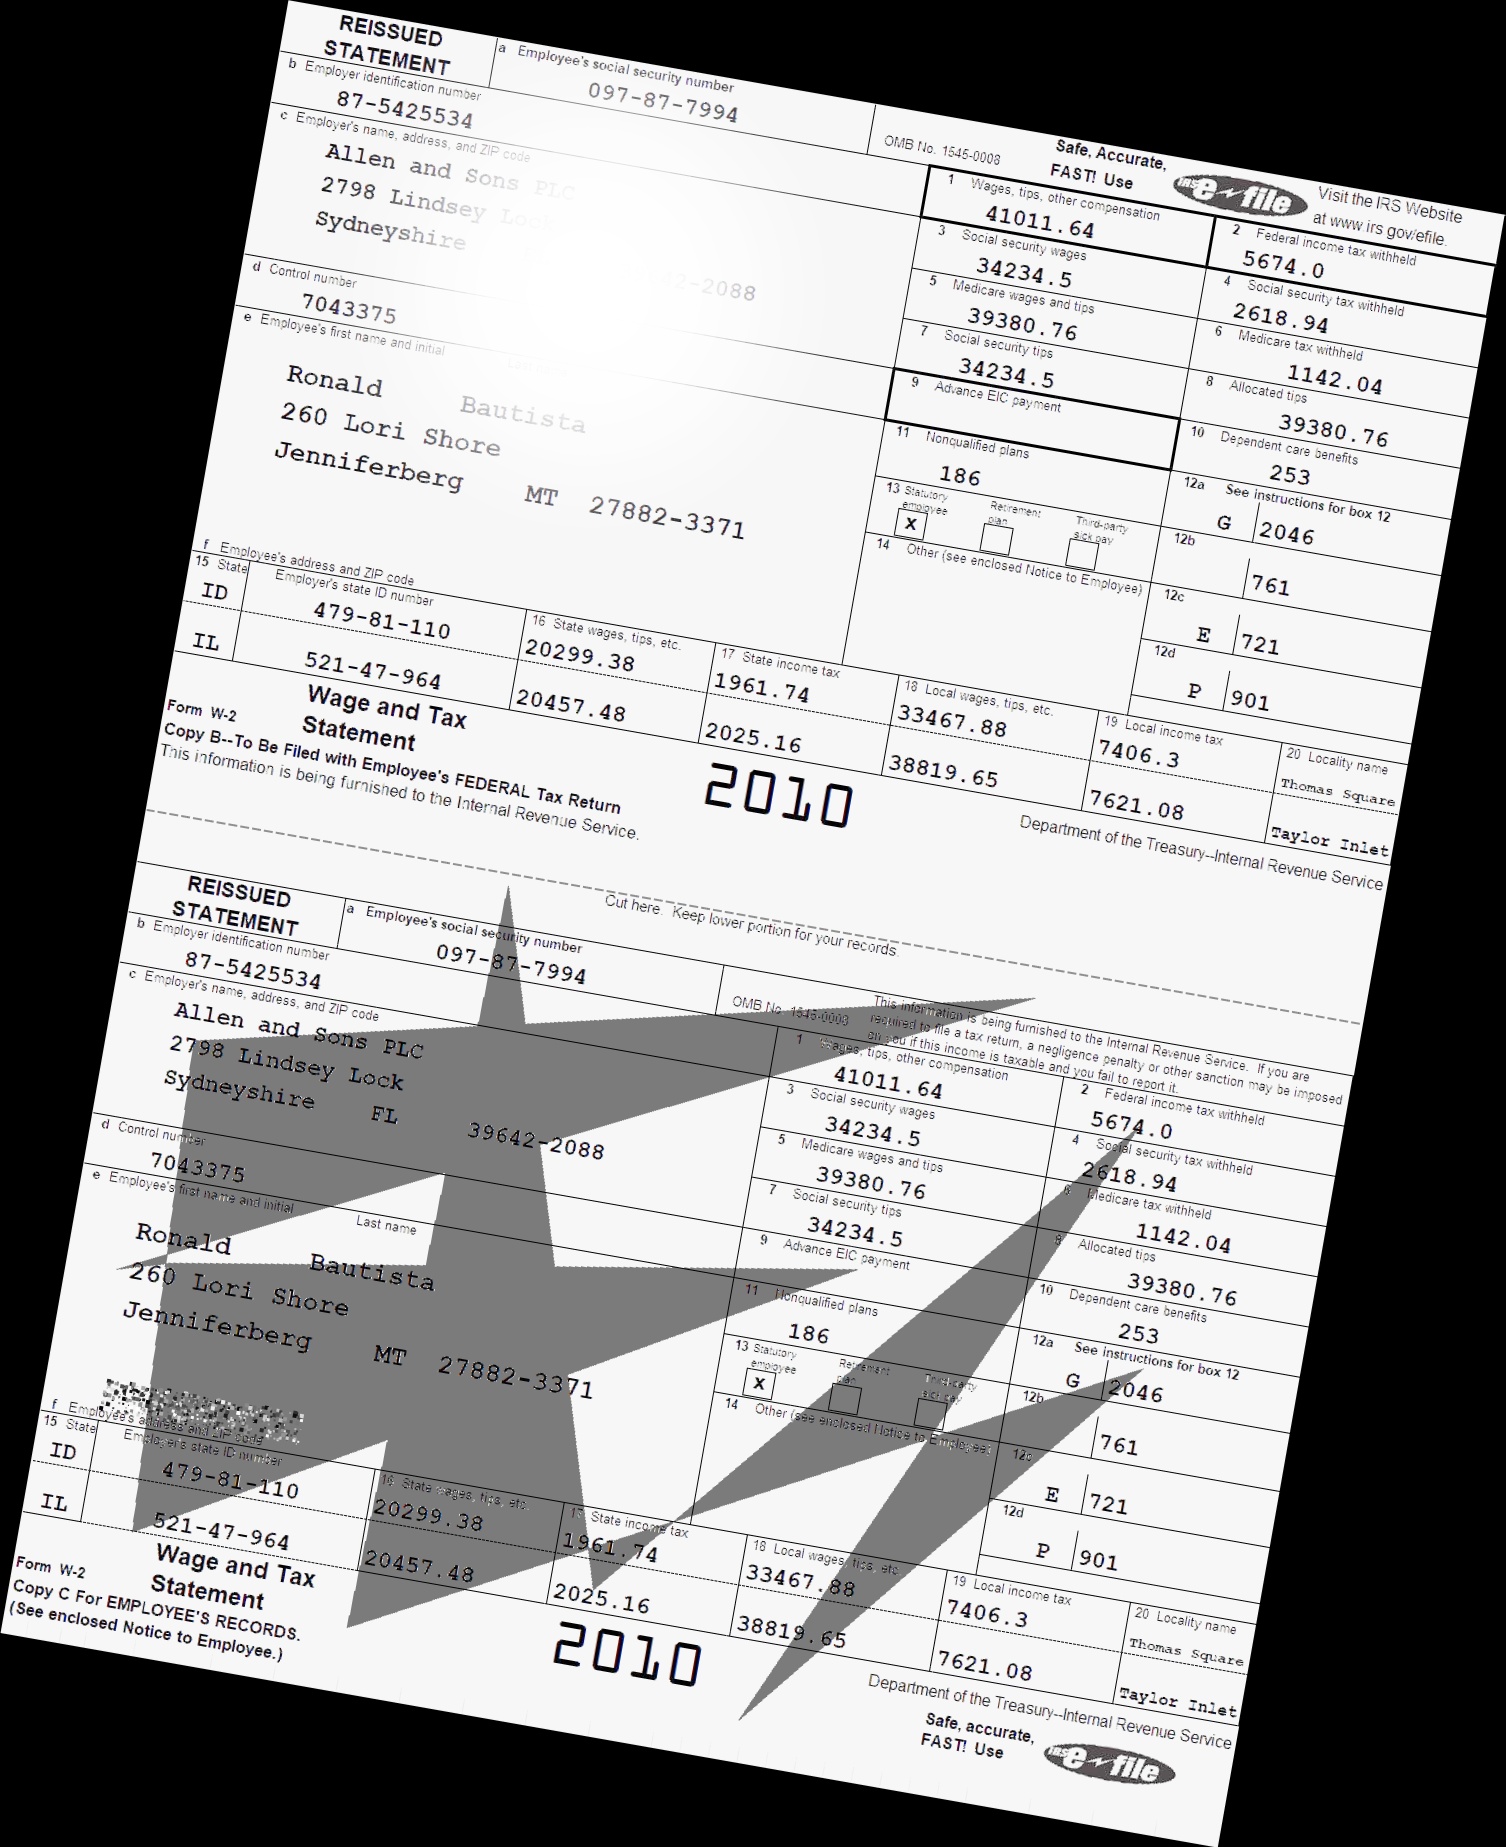 REISSUED
STATEMENT
a Employee's social security number
097-87-7994
OMB No. 1545-0008
Safe, Accurate,
FAST! Use
IRS e-file
Visit the IRS Website
at www irs gov/efile.
b Employer identification number
87-5425534
c Employer's name, address, and ZIP code
Allen and Sons PLC
2798 Lindsey Lock
Sydneyshire
42-2088
d Control number
7043375
e Employee's first name and initial
Ronald Bautista
260 Lori Shore
Jenniferberg MT 27882-3371
f Employee's address and ZIP code
1 Wages, tips, other compensation
41011.64
2 Federal income tax withheld
5674.0
3 Social security wages
34234.5
4 Social security tax withheld
2618.94
5 Medicare wages and tips
39380.76
6 Medicare tax withheld
1142.04
7 Social security tips
34234.5
8 Allocated tips
39380.76
9 Advance EIC payment
10 Dependent care benefits
253
11 Nonqualified plans
186
12a See instructions for box 12
G 2046
13 Statutory employee
Retirement plan
Third-party sick pay
X
12b
761
14 Other (see enclosed Notice to Employee)
12c
E 721
12d
P 901
15 State
Employer's state ID number
16 State wages, tips, etc.
17 State income tax
18 Local wages, tips, etc.
19 Local income tax
20 Locality name
ID 479-81-110 20299.38 1961.74 33467.88 7406.3 Thomas Square
IL 521-47-964 20457.48 2025.16 38819.65 7621.08 Taylor Inlet
Form W-2
Wage and Tax
Statement
2010
Department of the Treasury--Internal Revenue Service
Copy B--To Be Filed with Employee's FEDERAL Tax Return
This information is being furnished to the Internal Revenue Service.
Cut here. Keep lower portion for your records.
REISSUED
STATEMENT
a Employee's social security number
097-87-7994
OMB No. 1545-0008
This information is being furnished to the Internal Revenue Service. If you are
required to file a tax return, a negligence penalty or other sanction may be imposed
on you if this income is taxable and you fail to report it.
b Employer identification number
87-5425534
c Employer's name, address, and ZIP code
Allen and Sons PLC
2798 Lindsey Lock
Sydneyshire FL 39642-2088
d Control number
7043375
e Employee's first name and initial
Last name
Ronald Bautista
260 Lori Shore
Jenniferberg MT 27882-3371
f Employee's address and ZIP code
1 Wages, tips, other compensation
41011.64
2 Federal income tax withheld
5674.0
3 Social security wages
34234.5
4 Social security tax withheld
2618.94
5 Medicare wages and tips
39380.76
6 Medicare tax withheld
1142.04
7 Social security tips
34234.5
8 Allocated tips
39380.76
9 Advance EIC payment
10 Dependent care benefits
253
11 Nonqualified plans
186
12a See instructions for box 12
G 2046
13 Statutory employee
Retirement plan
Third-party sick pay
X
12b
761
14 Other (see enclosed Notice to Employee)
12c
E 721
12d
P 901
15 State
Employer's state ID number
16 State wages, tips, etc.
17 State income tax
18 Local wages, tips, etc.
19 Local income tax
20 Locality name
ID 479-81-110 20299.38 1961.74 33467.88 7406.3 Thomas Square
IL 521-47-964 20457.48 2025.16 38819.65 7621.08 Taylor Inlet
Form W-2
Wage and Tax
Statement
2010
Department of the Treasury--Internal Revenue Service
Copy C For EMPLOYEE'S RECORDS.
(See enclosed Notice to Employee.)
Safe, accurate,
FAST! Use
IRS e-file